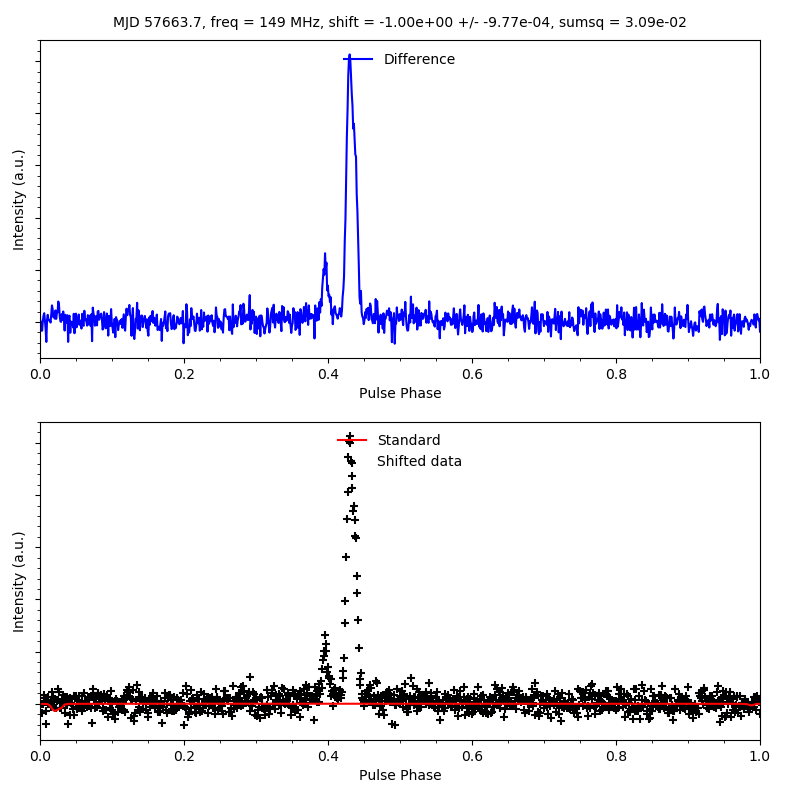 MJD 57663.7, freq = 149 MHz, shift = -1.00e+00 +/- -9.77e-04, sumsq = 3.09e-02
Difference
Intensity (a.u.)
0.0 0.2 0.4 0.6 0.8 1.0
Pulse Phase
Standard
Shifted data
Intensity (a.u.)
0.0 0.2 0.4 0.6 0.8 1.0
Pulse Phase